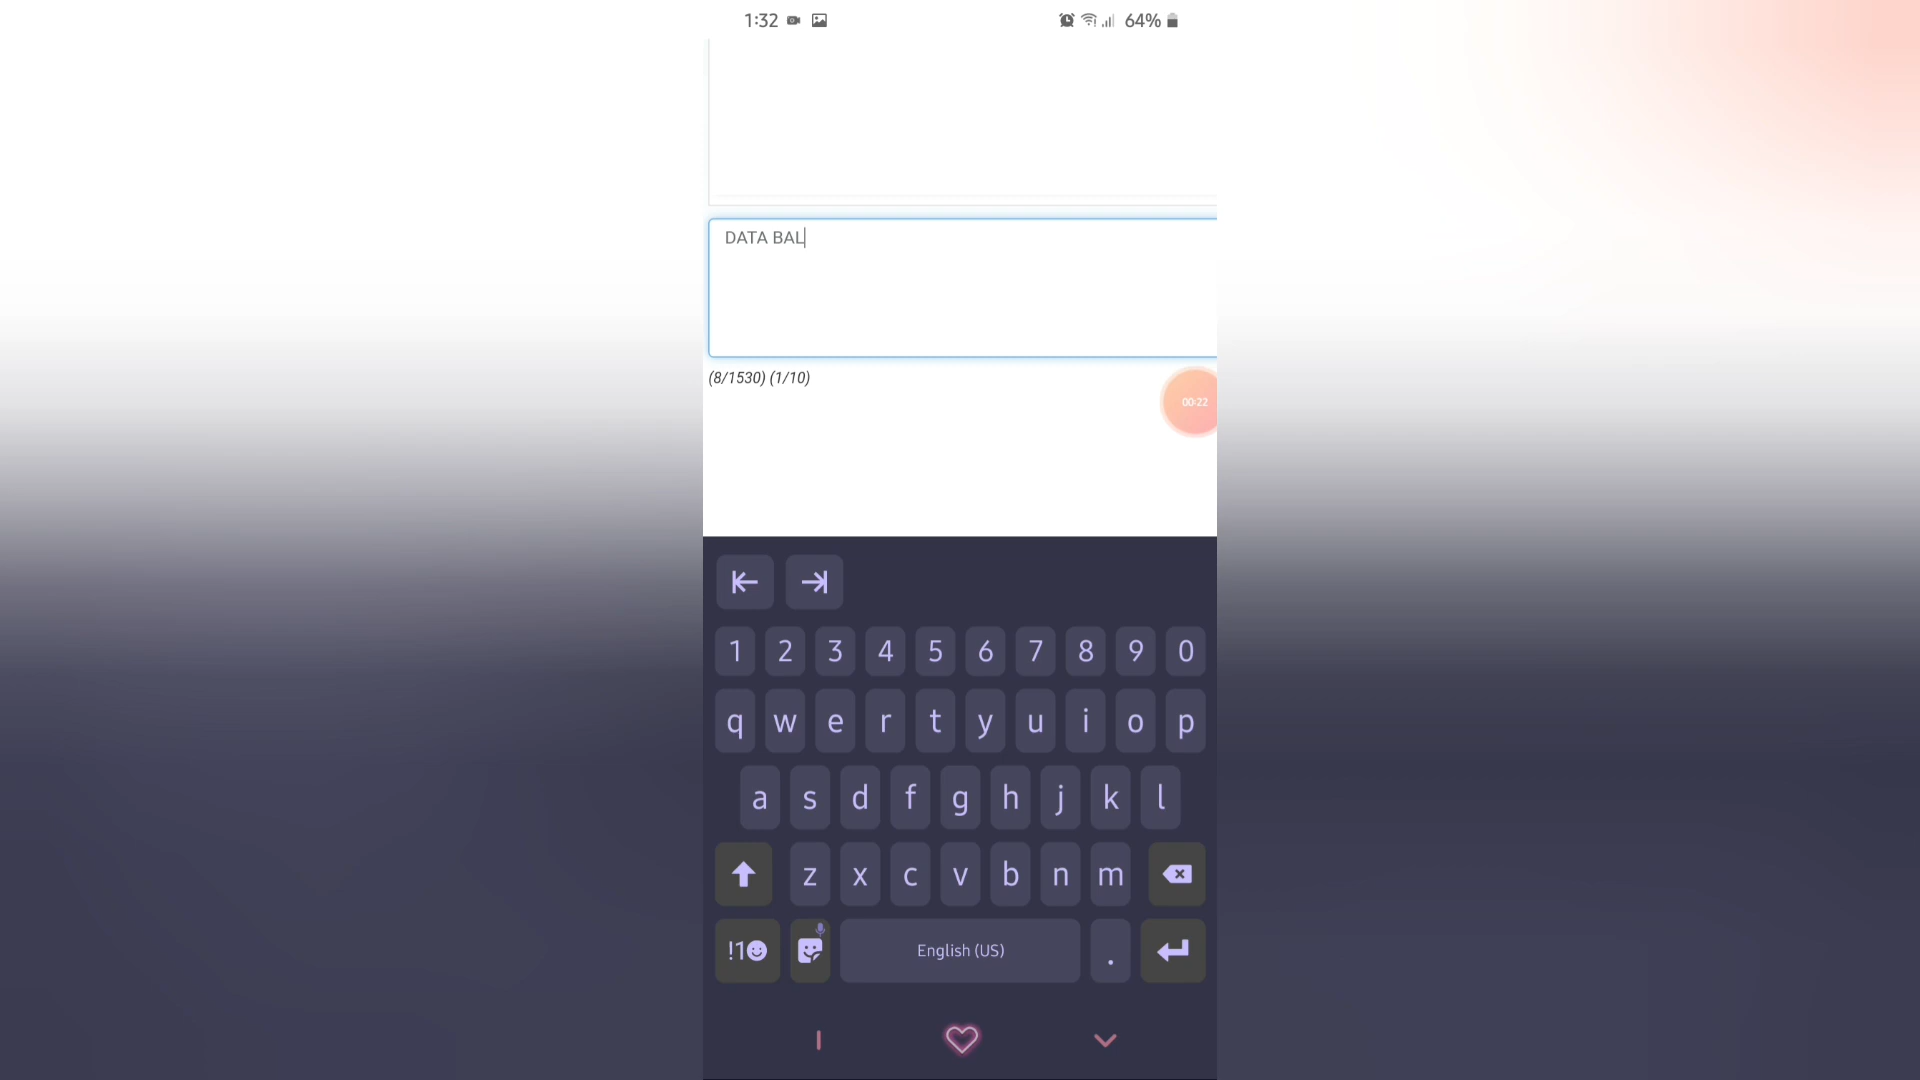 1:32 64%
DATA BAL
(8/1530) (1/10)
00:22
1 2 3 4 5 6 7 8 9 0
q w e r t y u i o p
a s d f g h j k l
z x c v b n m
!1 English (US) .